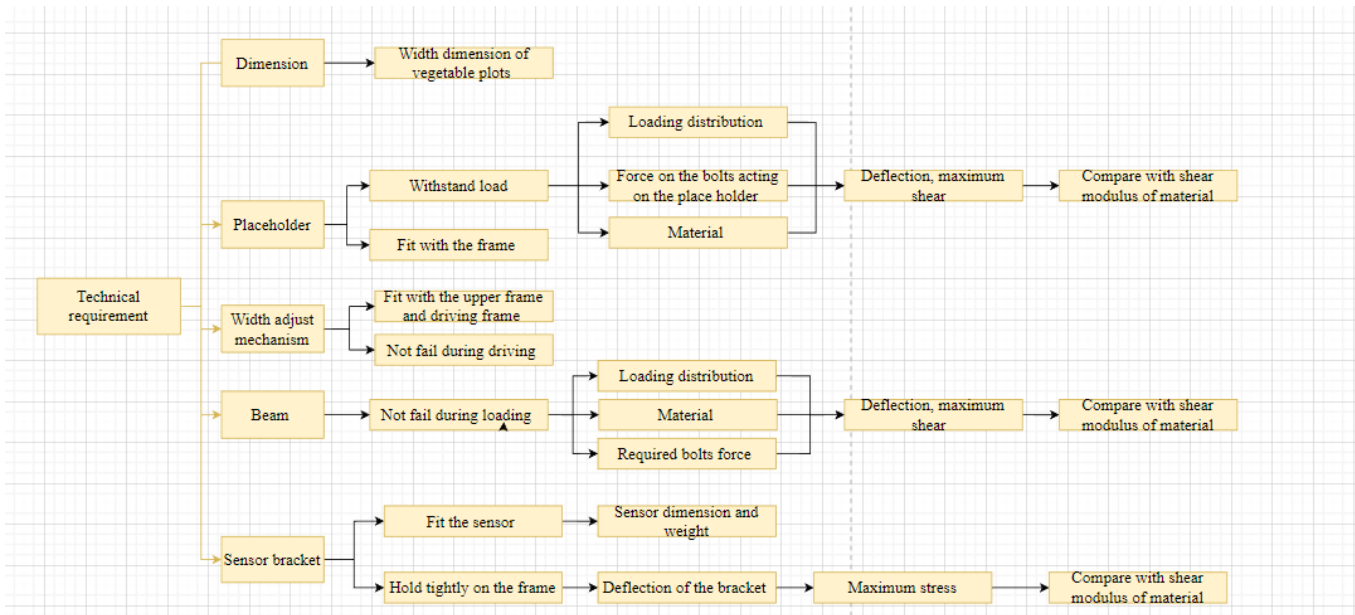 Dimension
Width dimension of
vegetable plots
Loading distribution
Withstand load
Force on the bolts acting
on the place holder
Deflection, maximum
shear
Compare with shear
modulus of material
Placeholder
Material
Fit with the frame
Technical
requirement
Width adjust
mechanism
Fit with the upper frame
and driving frame
Not fail during driving
Loading distribution
Beam
Not fail during loading
Material
Deflection, maximum
shear
Compare with shear
modulus of material
Required bolts force
Fit the sensor
Sensor dimension and
weight
Sensor bracket
Hold tightly on the frame
Deflection of the bracket
Maximum stress
Compare with shear
modulus of material